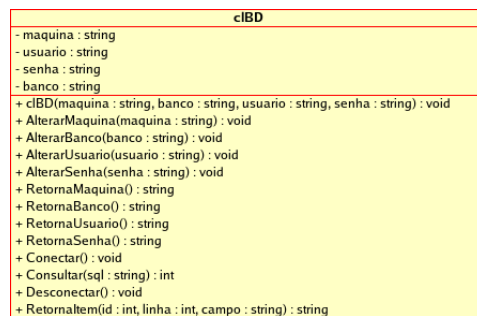 clBD
- maquina : string
- usuario : string
- senha : string
- banco : string
+ clBD(maquina : string, banco : string, usuario : string, senha : string) : void
+ AlterarMaquina(maquina : string) : void
+ AlterarBanco(banco : string) : void
+ AlterarUsuario(usuario : string) : void
+ AlterarSenha(senha : string) : void
+ RetornaMaquina() : string
+ RetornaBanco() : string
+ RetornaUsuario() : string
+ RetornaSenha() : string
+ Conectar() : void
+ Consultar(sql : string) : int
+ Desconectar() : void
+ RetornaItem(id : int, linha : int, campo : string) : string